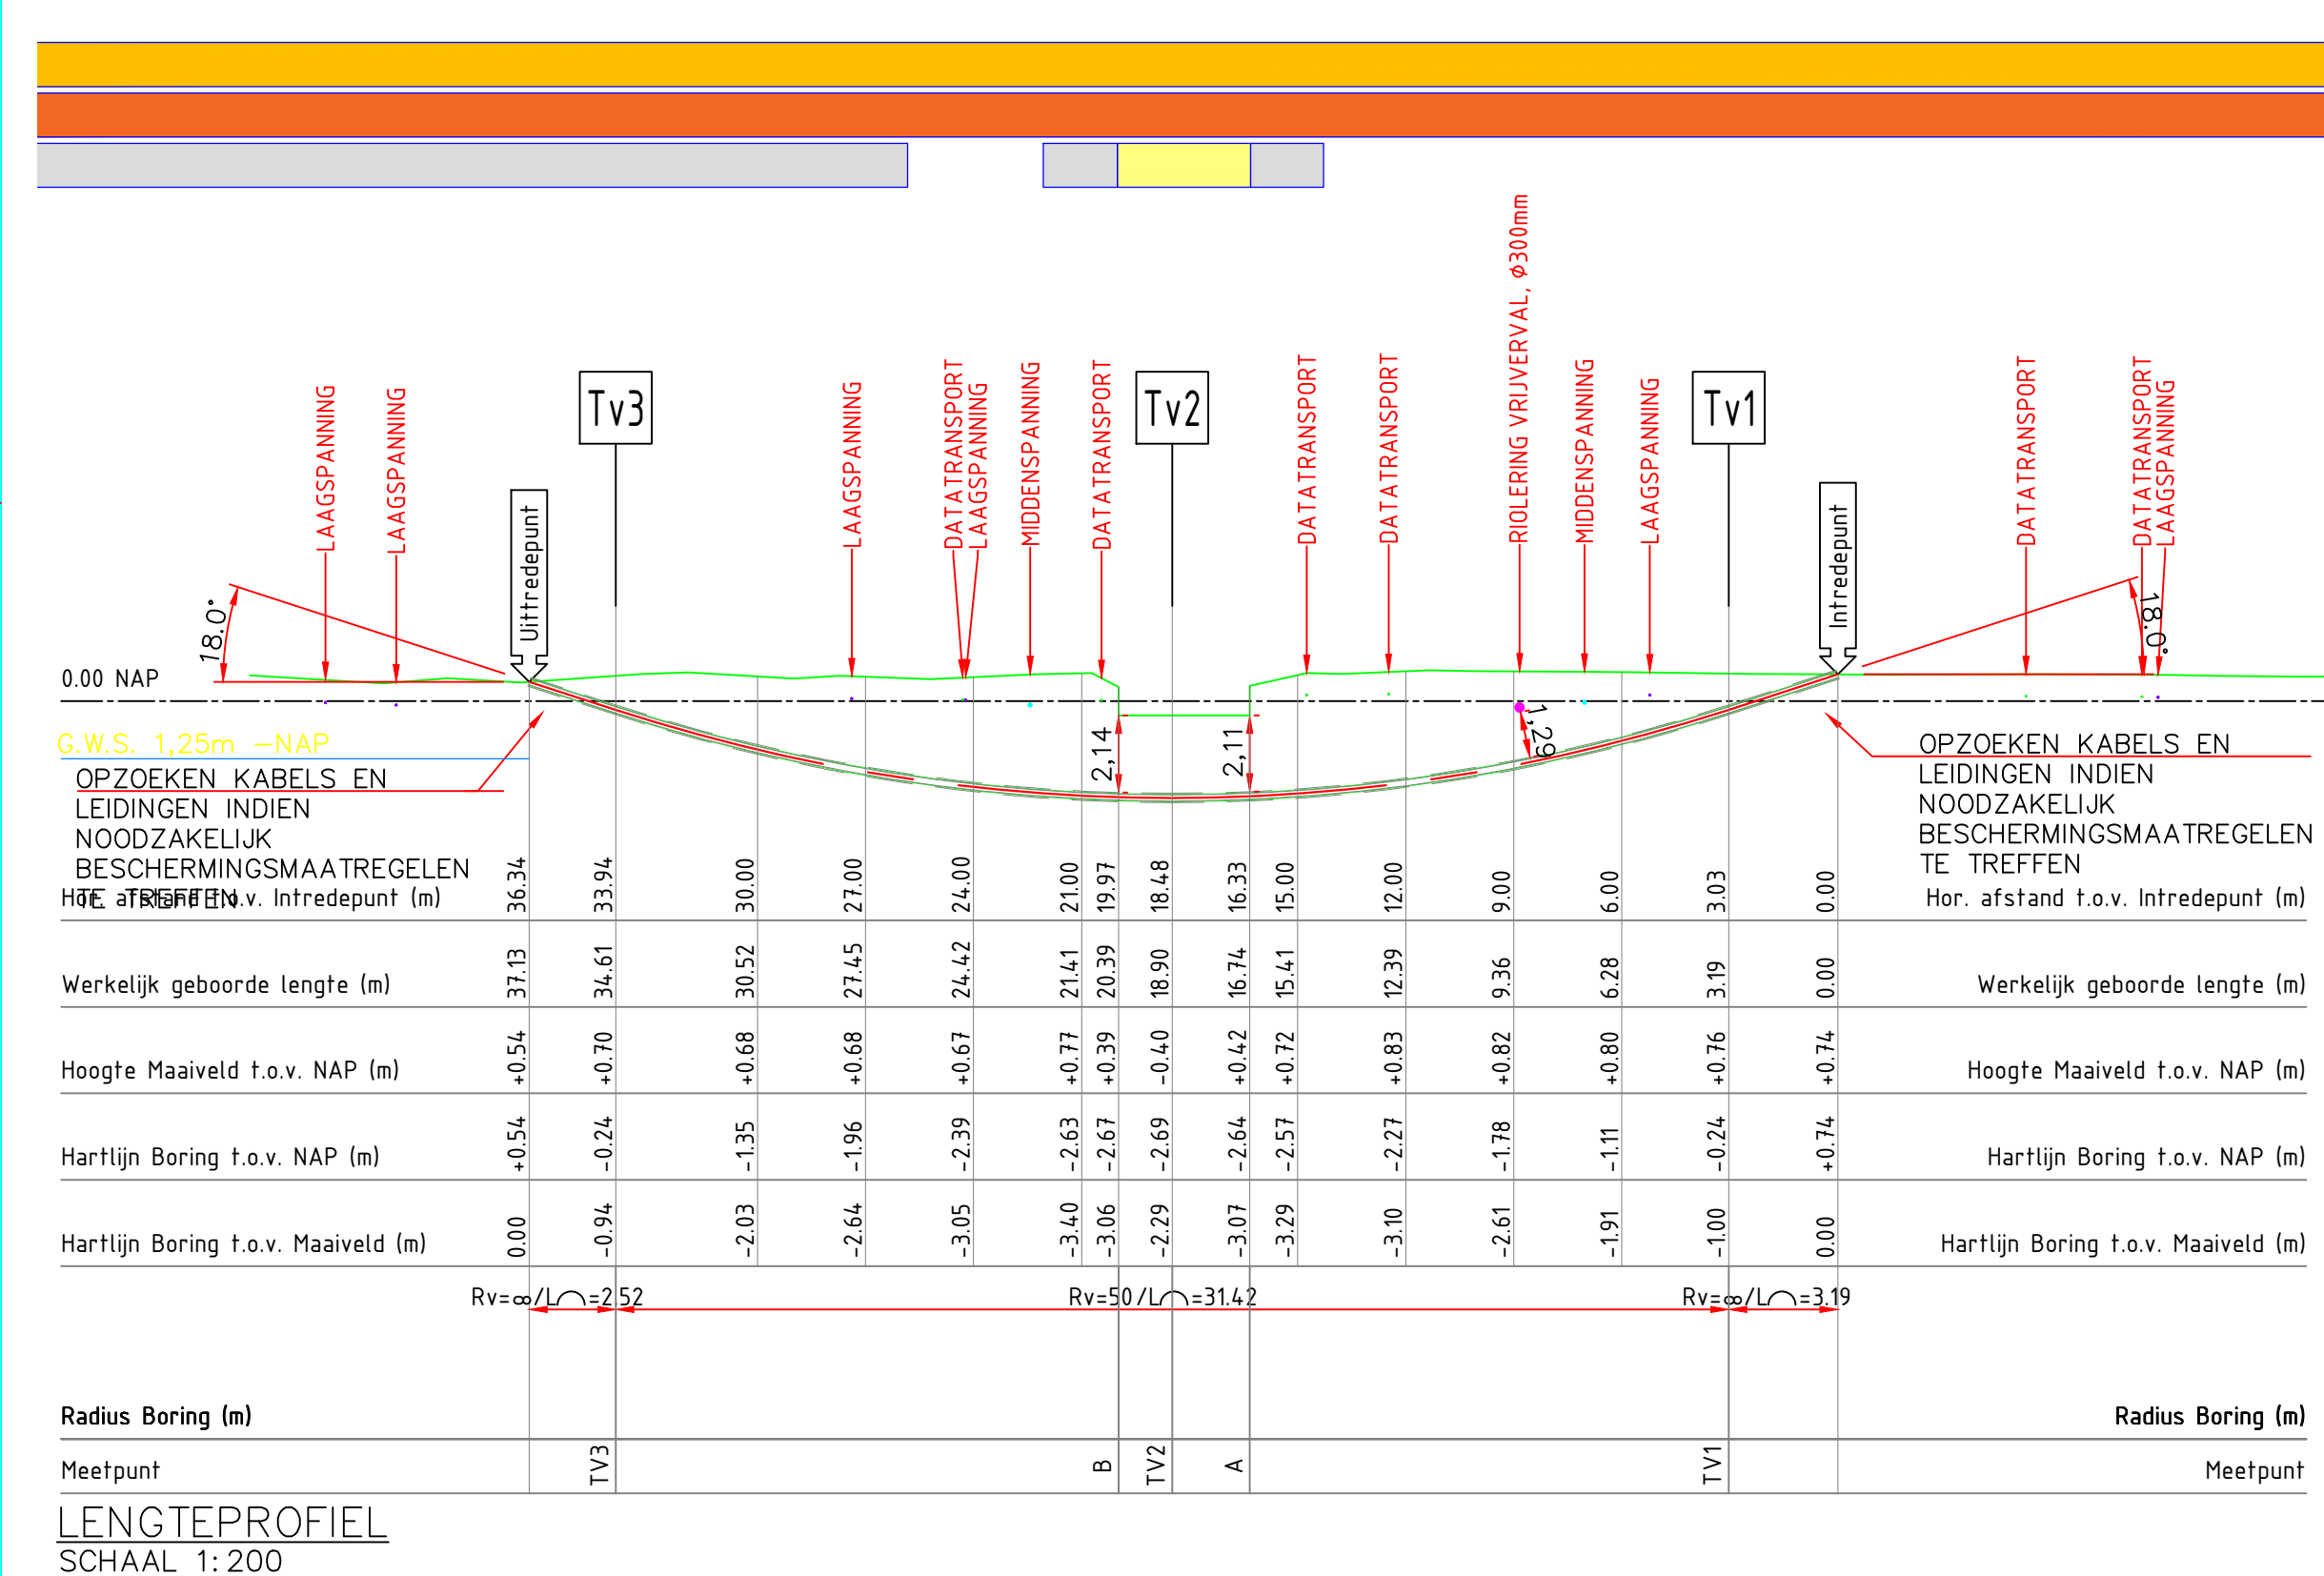 RIOLERING VRIJVERVAL, Ø300mm
LAAGSPANNING
LAAGSPANNING
Tv3
LAAGSPANNING
DATATRANSPORT
LAAGSPANNING
MIDDENSPANNING
DATATRANSPORT
Tv2
DATATRANSPORT
DATATRANSPORT
MIDDENSPANNING
LAAGSPANNING
Tv1
DATATRANSPORT
DATATRANSPORT
LAAGSPANNING
Uittredepunt
Intredepunt
18.0°
18.0°
0.00 NAP
G.W.S. 1,25m -NAP
2,14
2,11
1,29
OPZOEKEN KABELS EN
LEIDINGEN INDIEN
NOODZAKELIJK
BESCHERMINGSMAATREGELEN
TE TREFFEN
OPZOEKEN KABELS EN
LEIDINGEN INDIEN
NOODZAKELIJK
BESCHERMINGSMAATREGELEN
TE TREFFEN
Hor. afstand t.o.v. Intredepunt (m) 36.34 33.94 30.00 27.00 24.00 21.00 19.97 18.48 16.33 15.00 12.00 9.00 6.00 3.03 0.00 Hor. afstand t.o.v. Intredepunt (m)
Werkelijk geboorde lengte (m) 37.13 34.61 30.52 27.45 24.42 21.41 20.39 18.90 16.74 15.41 12.39 9.36 6.28 3.19 0.00 Werkelijk geboorde lengte (m)
Hoogte Maaiveld t.o.v. NAP (m) +0.54 +0.70 +0.68 +0.68 +0.67 +0.77 +0.39 -0.40 +0.42 +0.72 +0.83 +0.82 +0.80 +0.76 +0.74 Hoogte Maaiveld t.o.v. NAP (m)
Hartlijn Boring t.o.v. NAP (m) +0.54 -0.24 -1.35 -1.96 -2.39 -2.63 -2.67 -2.69 -2.64 -2.57 -2.27 -1.78 -1.11 -0.24 +0.74 Hartlijn Boring t.o.v. NAP (m)
Hartlijn Boring t.o.v. Maaiveld (m) 0.00 -0.94 -2.03 -2.64 -3.05 -3.40 -3.06 -2.29 -3.07 -3.29 -3.10 -2.61 -1.91 -1.00 0.00 Hartlijn Boring t.o.v. Maaiveld (m)
Rv=∞/L⌒=2.52 Rv=50/L⌒=31.42 Rv=∞/L⌒=3.19
Radius Boring (m) Radius Boring (m)
Meetpunt TV3 B TV2 A TV1 Meetpunt
LENGTEPROFIEL
SCHAAL 1:200